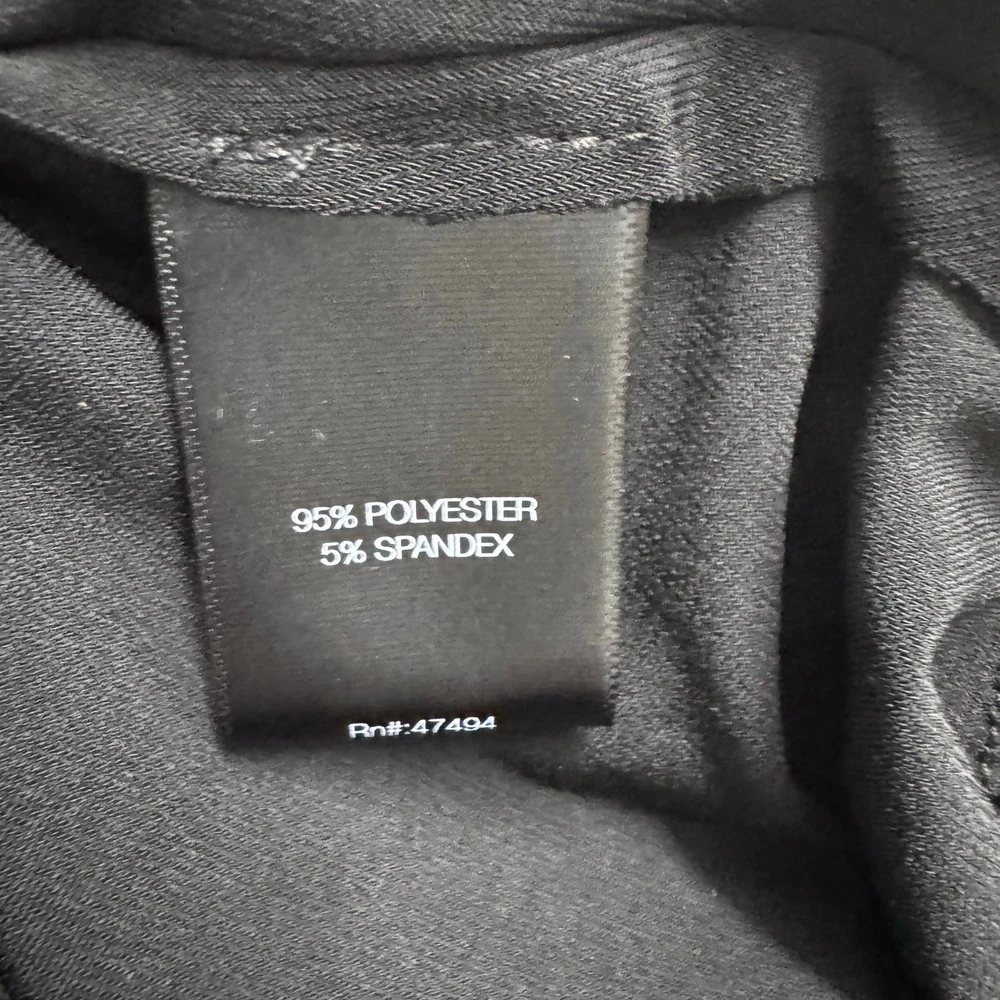 95% POLYESTER
5% SPANDEX
Rn#:47494